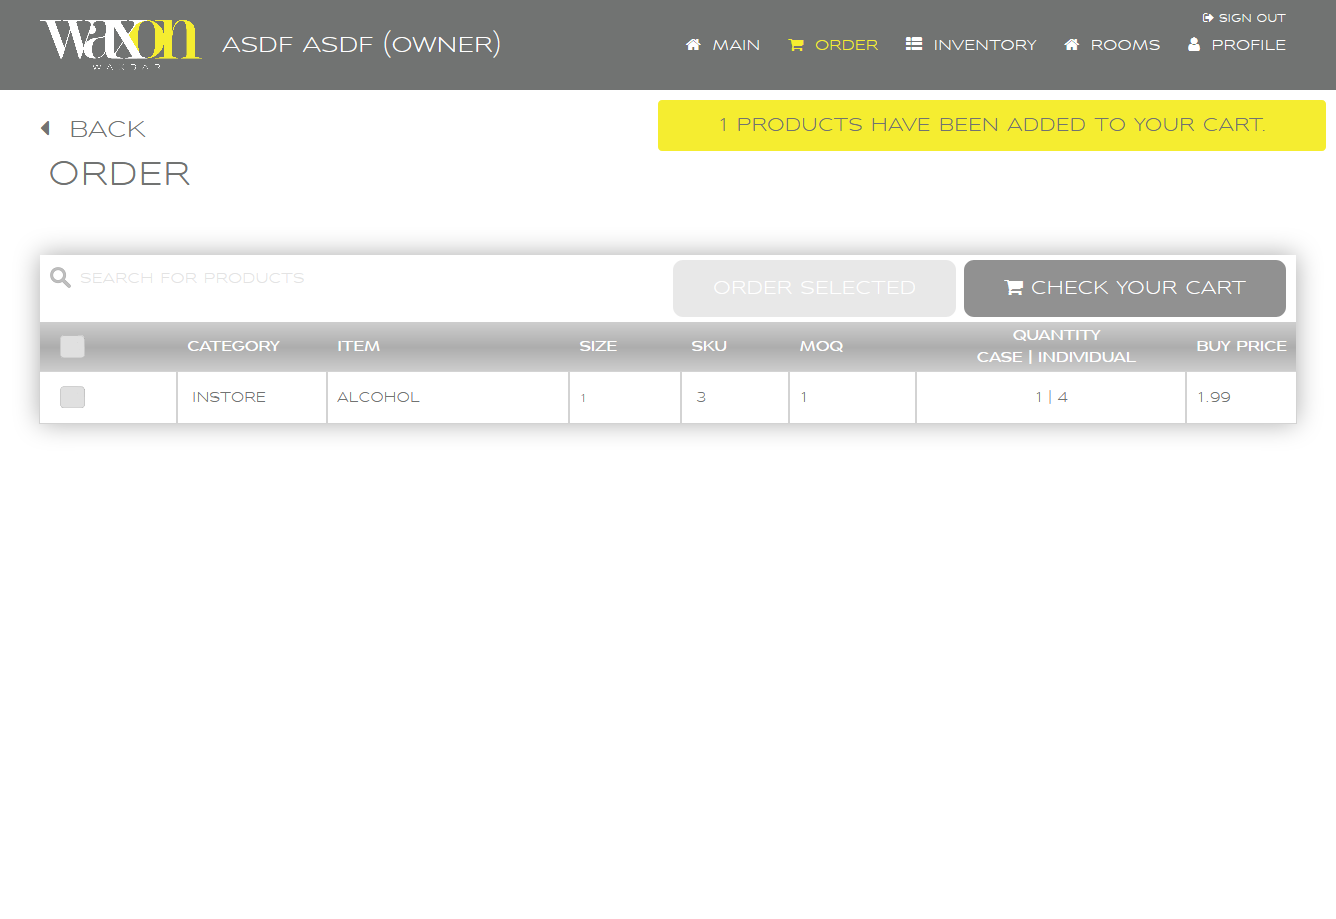 waxon
WAXBAR
ASDF ASDF (OWNER)
SIGN OUT
MAIN ORDER INVENTORY ROOMS PROFILE
BACK
1 PRODUCTS HAVE BEEN ADDED TO YOUR CART.
ORDER
SEARCH FOR PRODUCTS
ORDER SELECTED
CHECK YOUR CART
CATEGORY ITEM SIZE SKU MOQ QUANTITY CASE | INDIVIDUAL BUY PRICE
INSTORE ALCOHOL 1 3 1 1 | 4 1.99